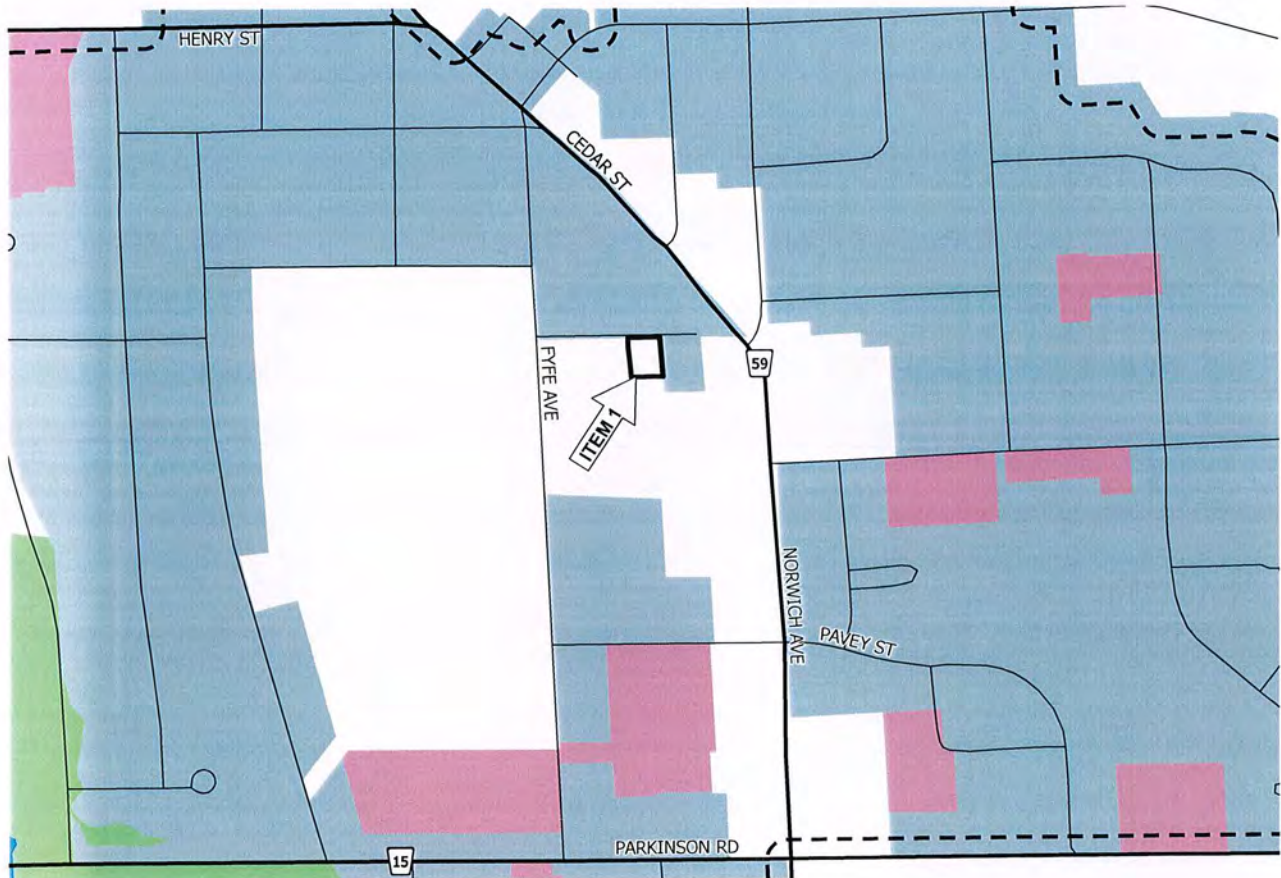 HENRY ST
CEDAR ST
FYFE AVE
59
ITEM 1
NORWICH AVE
PAVEY ST
PARKINSON RD
15